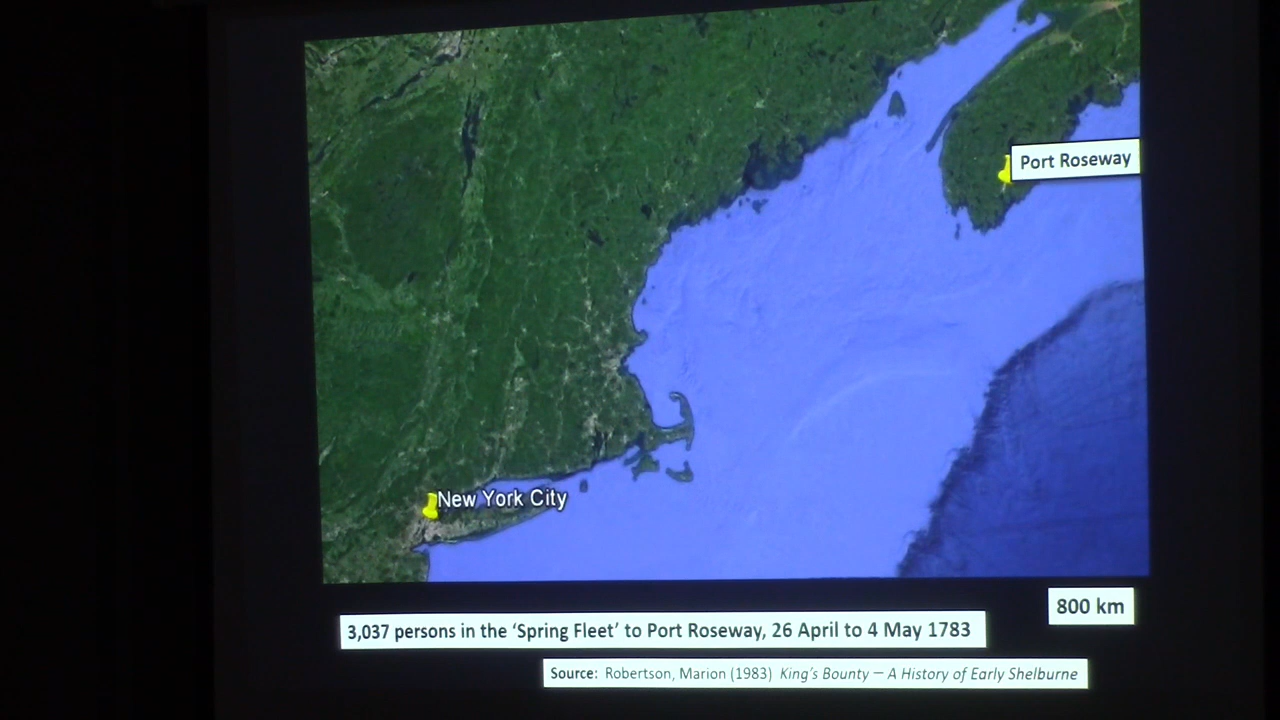 Port Roseway
New York City
800 km
3,037 persons in the ‘Spring Fleet’ to Port Roseway, 26 April to 4 May 1783
Source: Robertson, Marion (1983) King’s Bounty – A History of Early Shelburne